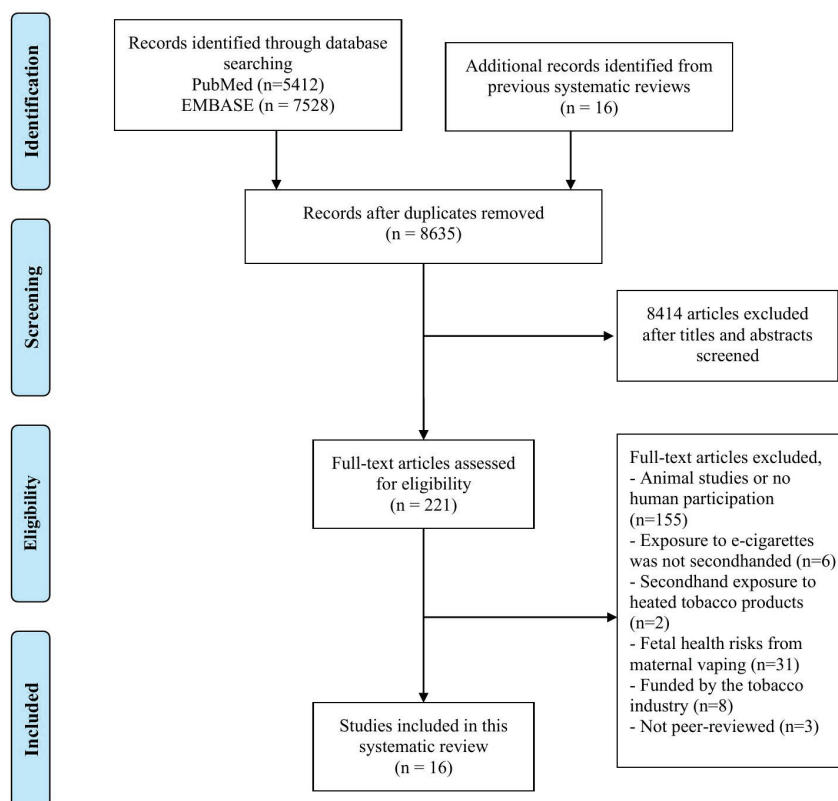 Identification
Records identified through database
searching
PubMed (n=5412)
EMBASE (n = 7528)
Additional records identified from
previous systematic reviews
(n = 16)
Records after duplicates removed
(n = 8635)
Screening
8414 articles excluded
after titles and abstracts
screened
Eligibility
Full-text articles assessed
for eligibility
(n = 221)
Full-text articles excluded,
- Animal studies or no
human participation
(n=155)
- Exposure to e-cigarettes
was not secondhanded (n=6)
- Secondhand exposure to
heated tobacco products
(n=2)
- Fetal health risks from
maternal vaping (n=31)
- Funded by the tobacco
industry (n=8)
- Not peer-reviewed (n=3)
Included
Studies included in this
systematic review
(n = 16)